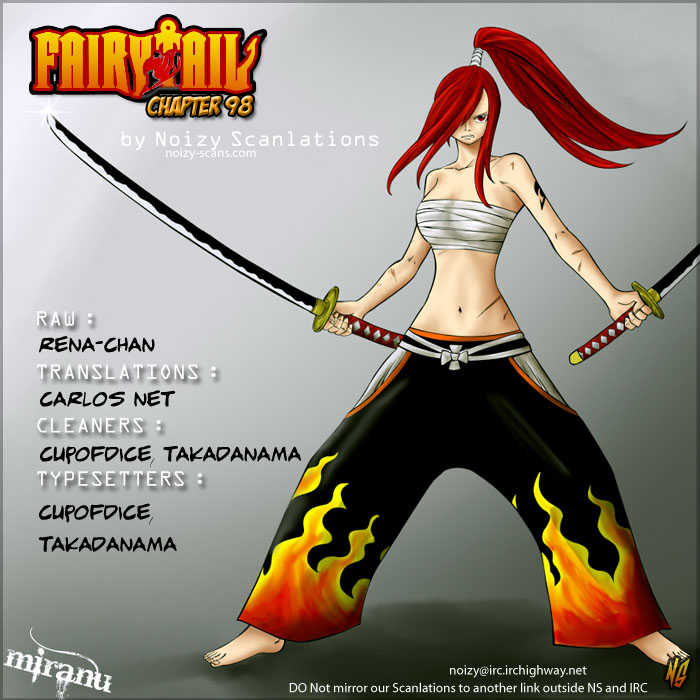 FAIRY TAIL
CHAPTER 98
by Noizy Scanlations
noizy-scans.com
RAW :
RENA-CHAN
TRANSLATIONS :
CARLOS NET
CLEANERS :
CUPOFDICE, TAKADANAMA
TYPESETTERS :
CUPOFDICE,
TAKADANAMA
miranu
noizy@irc.irchighway.net
NS
DO Not mirror our Scanlations to another link outside NS and IRC